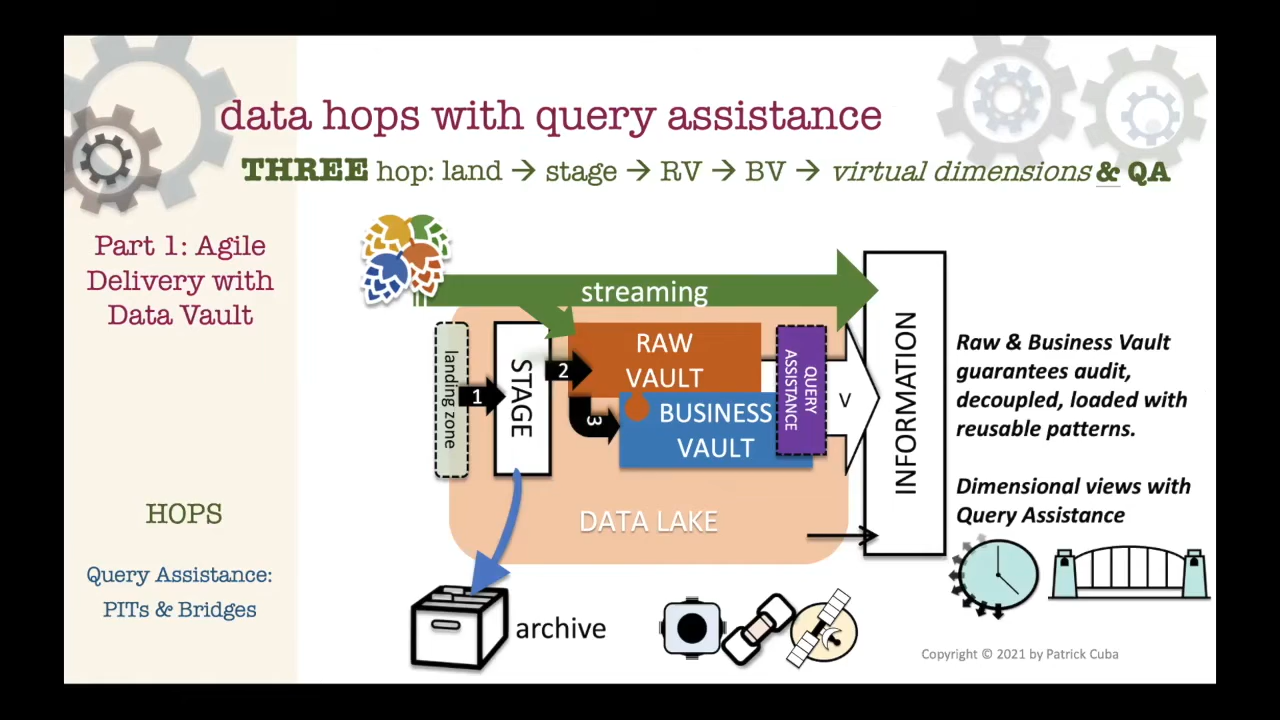 data hops with query assistance
THREE hop: land → stage → RV → BV → virtual dimensions & QA
Part 1: Agile
Delivery with
Data Vault
HOPS
Query Assistance:
PITs & Bridges
streaming
landing zone
1
STAGE
2
3
RAW
VAULT
BUSINESS
VAULT
QUERY
ASSISTANCE
V
INFORMATION
DATA LAKE
archive
Raw & Business Vault
guarantees audit,
decoupled, loaded with
reusable patterns.
Dimensional views with
Query Assistance
Copyright © 2021 by Patrick Cuba